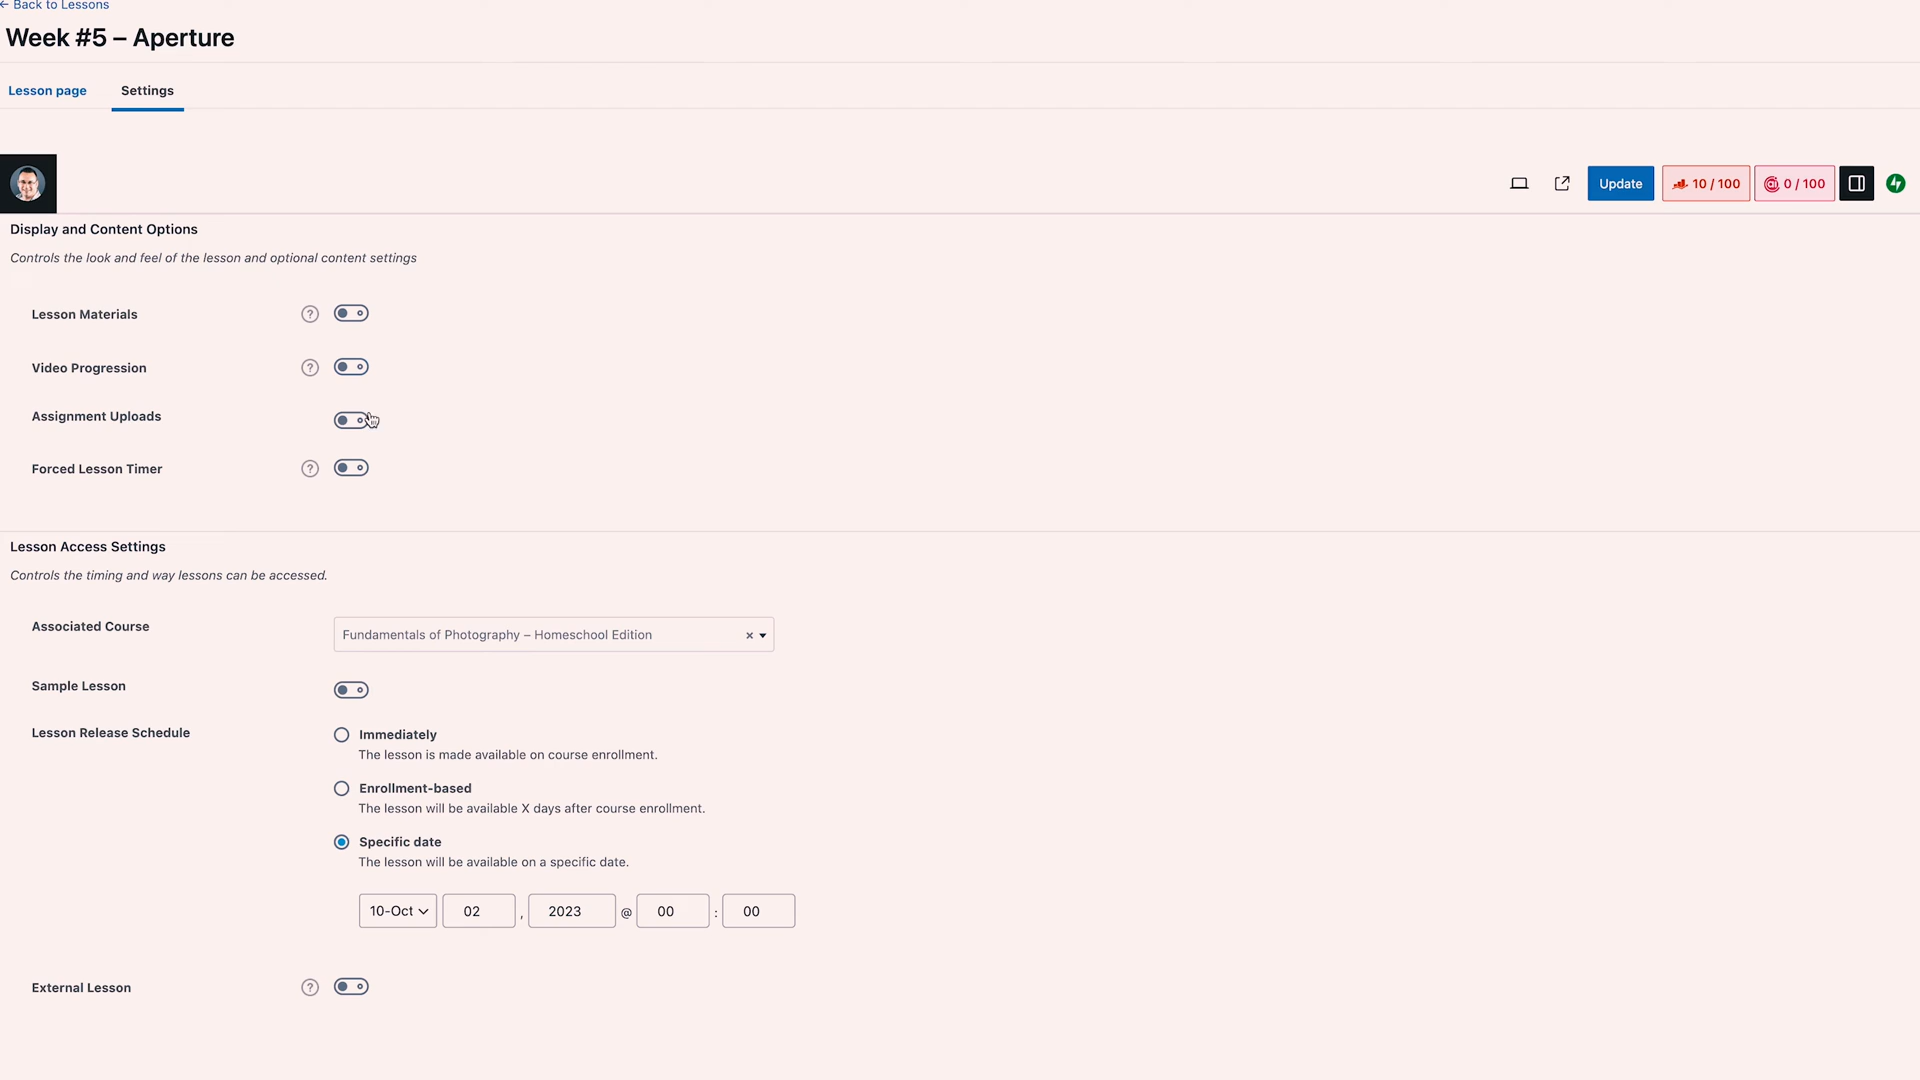 ← Back to Lessons
Week #5 – Aperture
Lesson page Settings
Update 10 / 100 0 / 100
Display and Content Options
Controls the look and feel of the lesson and optional content settings
Lesson Materials ?
Video Progression ?
Assignment Uploads
Forced Lesson Timer ?
Lesson Access Settings
Controls the timing and way lessons can be accessed.
Associated Course Fundamentals of Photography – Homeschool Edition ×
Sample Lesson
Lesson Release Schedule Immediately
The lesson is made available on course enrollment.
Enrollment-based
The lesson will be available X days after course enrollment.
Specific date
The lesson will be available on a specific date.
10-Oct 02 , 2023 @ 00 : 00
External Lesson ?